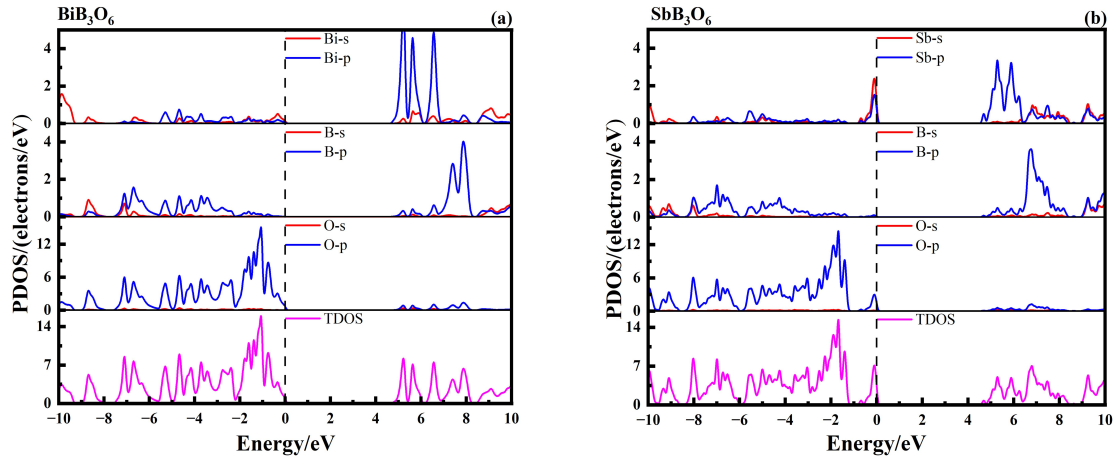 BiB₃O₆
(a)
4
2
0
Bi-s
Bi-p
4
2
0
B-s
B-p
12
6
0
O-s
O-p
14
7
0
TDOS
−10 −8 −6 −4 −2 0 2 4 6 8 10
Energy/eV
PDOS/(electrons/eV)
SbB₃O₆
(b)
4
2
0
Sb-s
Sb-p
4
2
0
B-s
B-p
12
6
0
O-s
O-p
14
7
0
TDOS
−10 −8 −6 −4 −2 0 2 4 6 8 10
Energy/eV
PDOS/(electrons/eV)